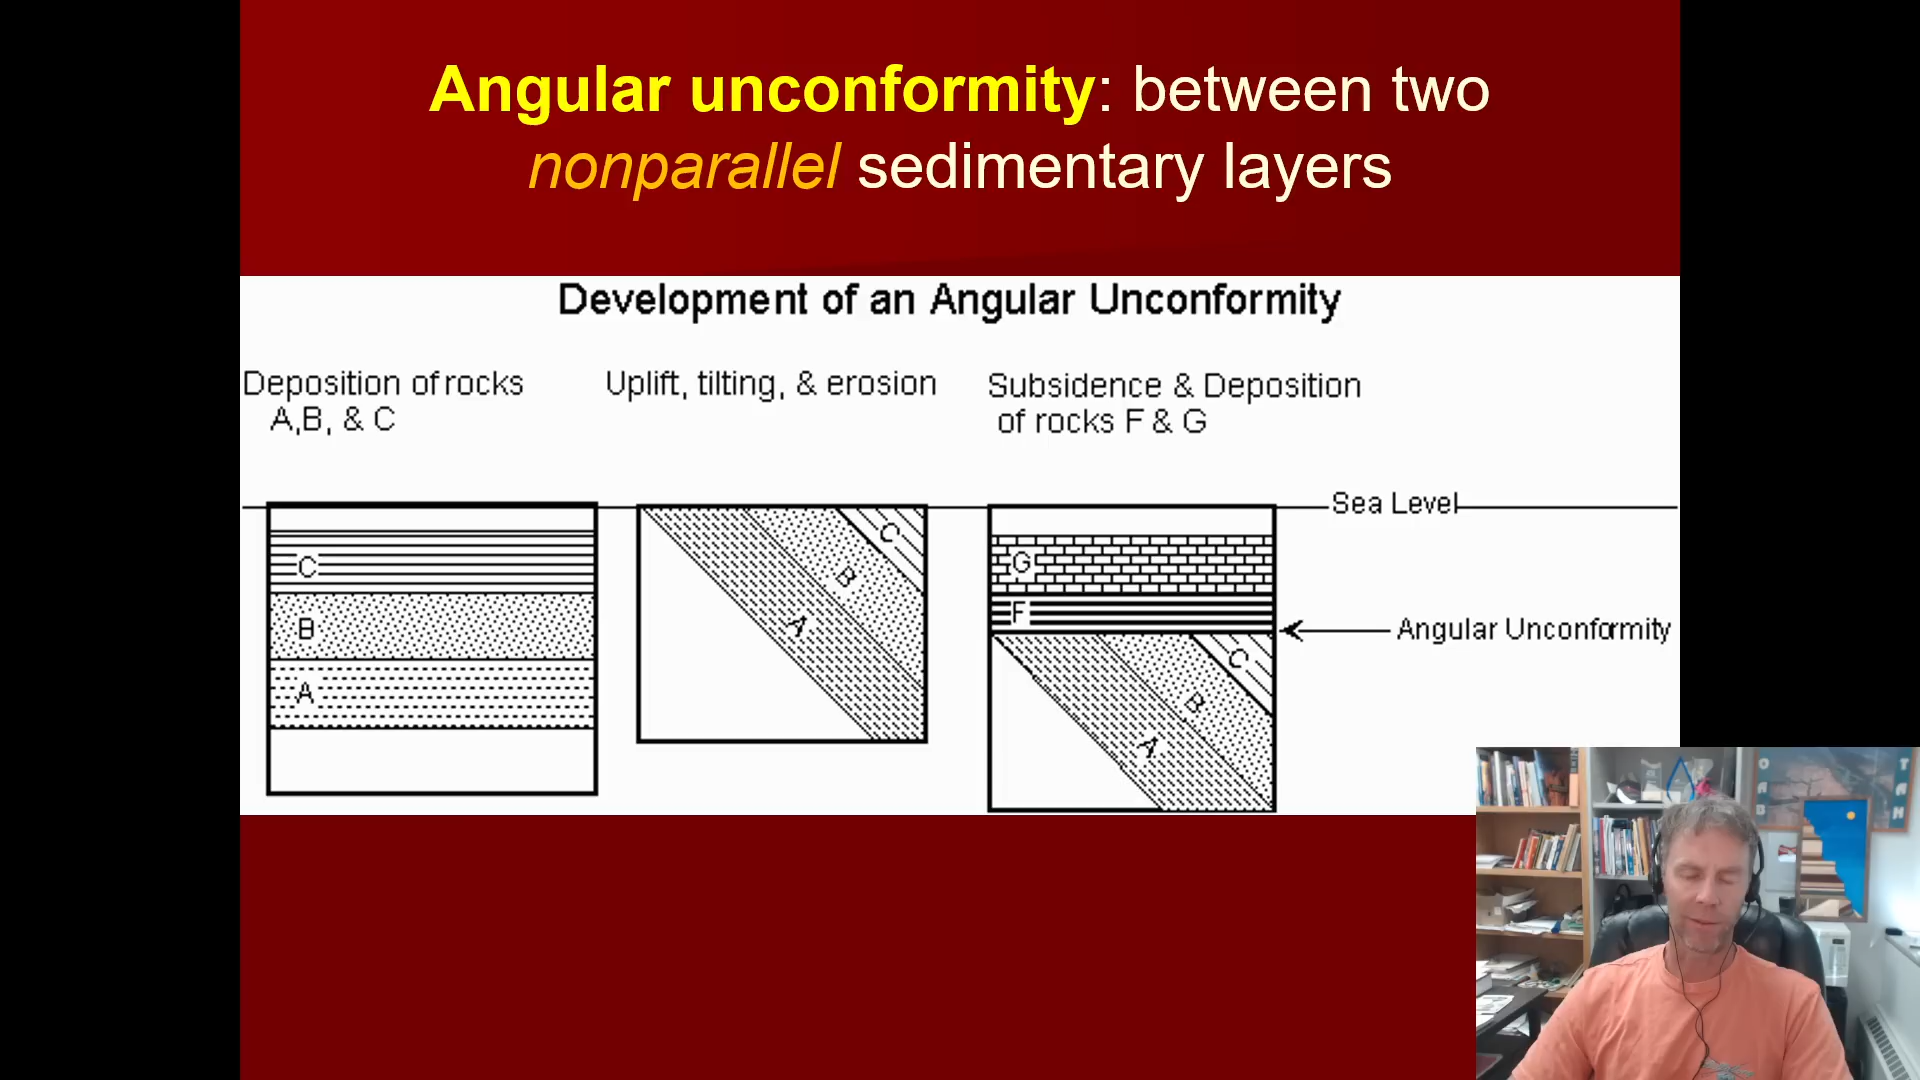 Angular unconformity: between two
nonparallel sedimentary layers
Development of an Angular Unconformity
Deposition of rocks
A,B, & C
Uplift, tilting, & erosion
Subsidence & Deposition
of rocks F & G
Sea Level
C
B
A
C
B
A
G
F
C
B
A
Angular Unconformity